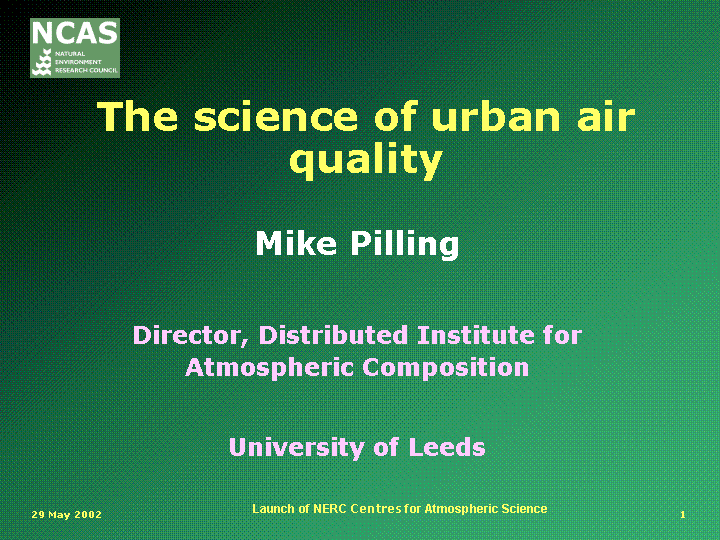 NCAS
NATURAL
ENVIRONMENT
RESEARCH COUNCIL
The science of urban air
quality
Mike Pilling
Director, Distributed Institute for
Atmospheric Composition
University of Leeds
29 May 2002
Launch of NERC Centres for Atmospheric Science
1